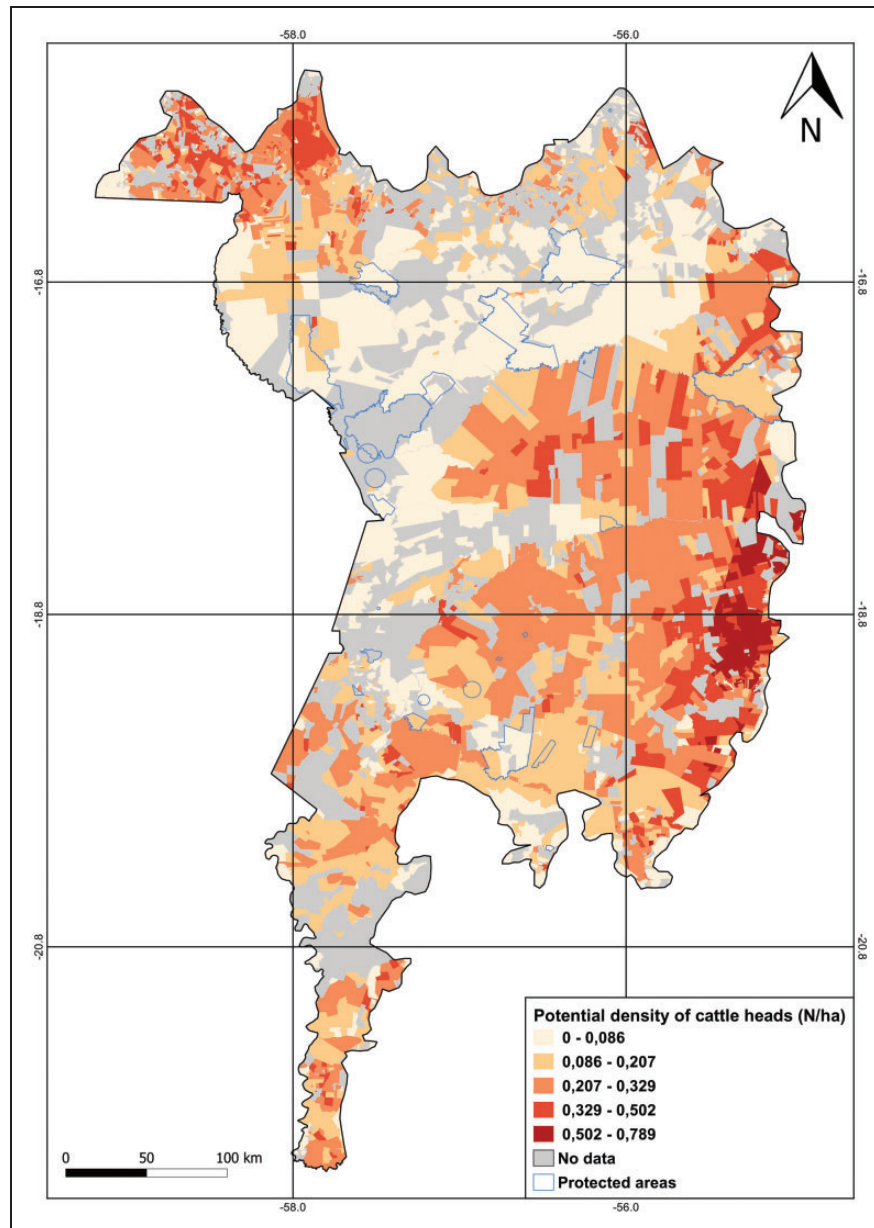 -58.0
-56.0
N
-16.8
-16.8
-18.8
-18.8
-20.8
-20.8
Potential density of cattle heads (N/ha)
0 - 0,086
0,086 - 0,207
0,207 - 0,329
0,329 - 0,502
0,502 - 0,789
No data
Protected areas
0 50 100 km
-58.0
-56.0